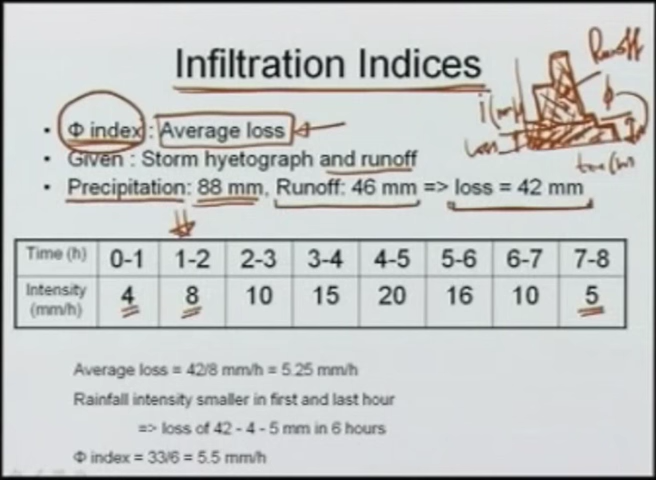 Infiltration Indices
Runoff
• Φ index : Average loss
• Given : Storm hyetograph and runoff
• Precipitation: 88 mm, Runoff: 46 mm => loss = 42 mm
Time (h) 0-1 1-2 2-3 3-4 4-5 5-6 6-7 7-8
Intensity (mm/h) 4 8 10 15 20 16 10 5
Average loss = 42/8 mm/h = 5.25 mm/h
Rainfall intensity smaller in first and last hour
=> loss of 42 - 4 - 5 mm in 6 hours
Φ index = 33/6 = 5.5 mm/h